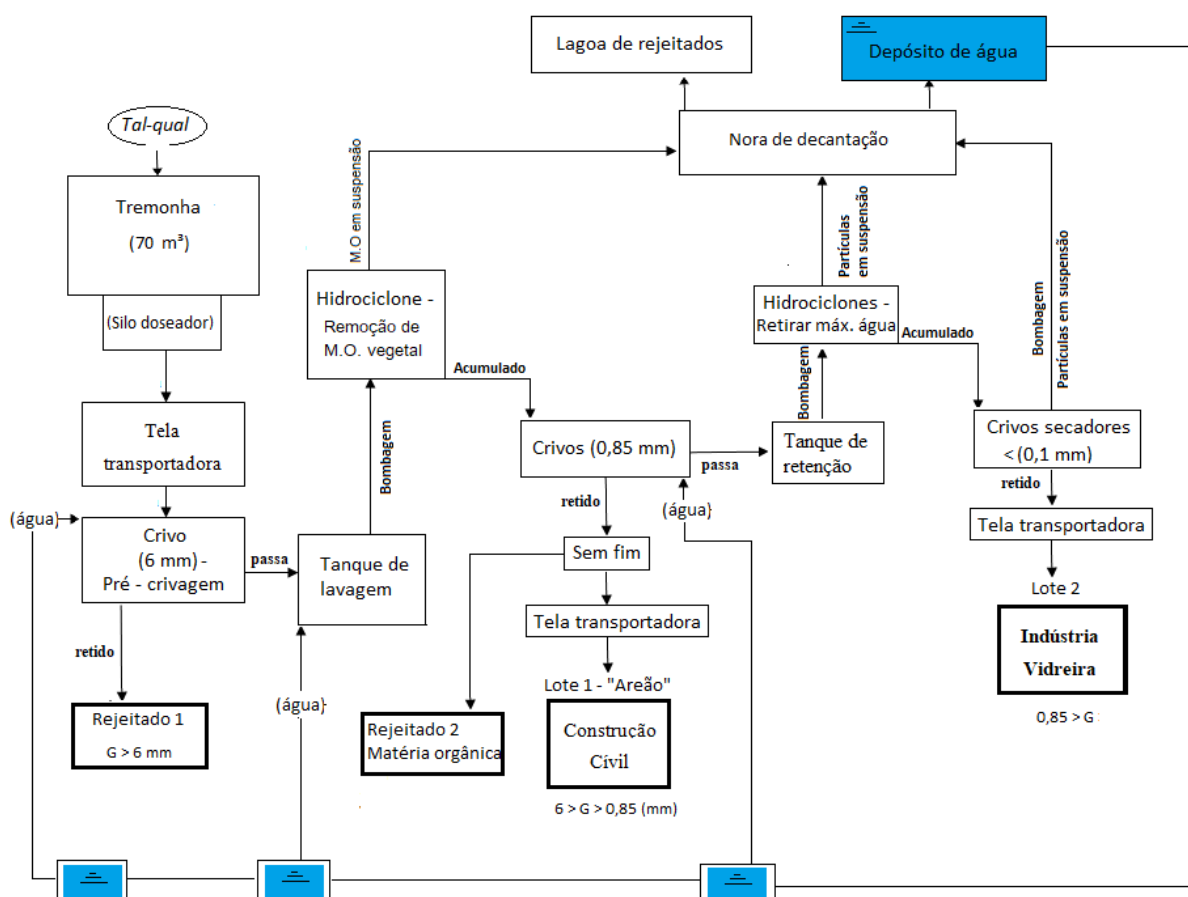 Lagoa de rejeitados
Depósito de água
Tal-qual
Nora de decantação
Tremonha
(70 m³)
(Silo doseador)
M.O em suspensão
Partículas
em suspensão
Bombagem
Partículas em suspensão
Hidrociclone -
Remoção de
M.O. vegetal
Hidrociclones -
Retirar máx. água
Acumulado
Acumulado
Bombagem
Bombagem
Tela
transportadora
Crivos (0,85 mm)
passa
Tanque de
retenção
Crivos secadores
< (0,1 mm)
retido
retido
(água}
(água}
Crivo
(6 mm) -
Pré - crivagem
passa
Tanque de
lavagem
Sem fim
Tela transportadora
Tela transportadora
Lote 2
Indústria
Vidreira
0,85 > G
retido
(água}
Lote 1 - "Areão"
Rejeitado 1
G > 6 mm
Rejeitado 2
Matéria orgânica
Construção
Cívil
6 > G > 0,85 (mm)